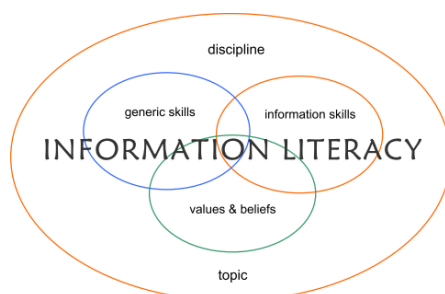 discipline
generic skills
information skills
INFORMATION LITERACY
values & beliefs
topic